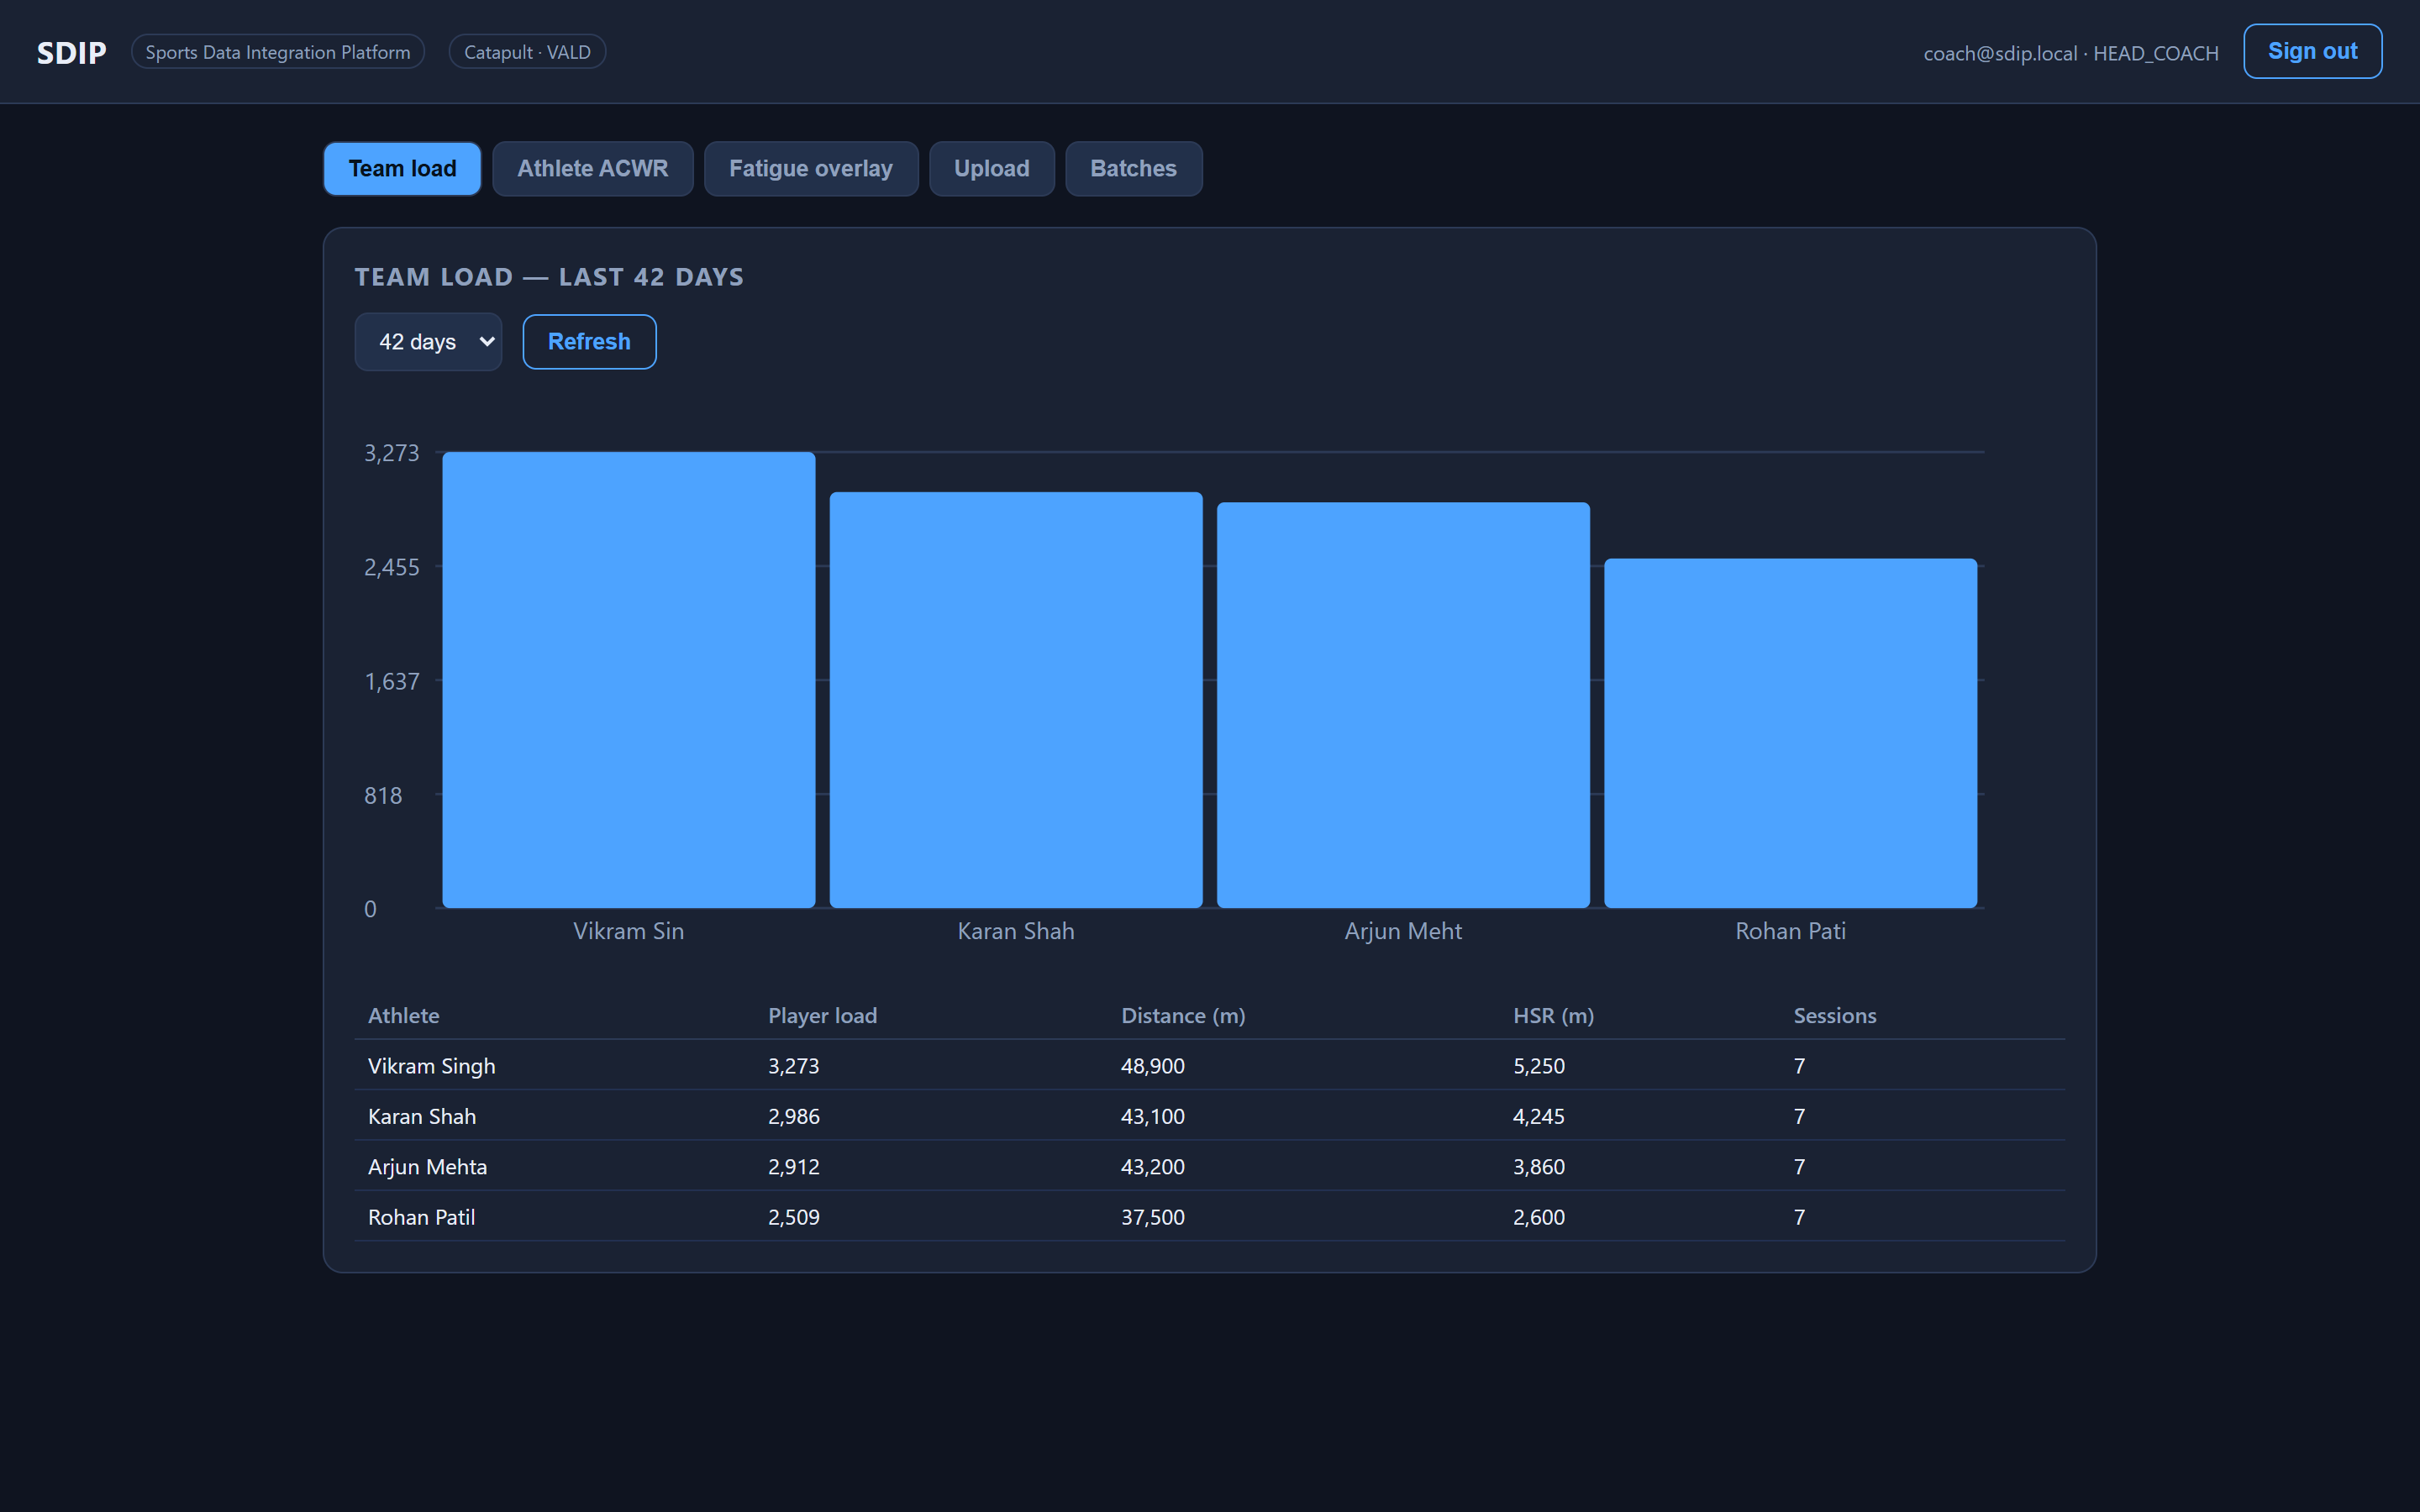 SDIP Sports Data Integration Platform Catapult · VALD coach@sdip.local · HEAD_COACH Sign out
Team load Athlete ACWR Fatigue overlay Upload Batches
TEAM LOAD — LAST 42 DAYS
42 days Refresh
3,273
2,455
1,637
818
0
Vikram Sin Karan Shah Arjun Meht Rohan Pati
Athlete Player load Distance (m) HSR (m) Sessions
Vikram Singh 3,273 48,900 5,250 7
Karan Shah 2,986 43,100 4,245 7
Arjun Mehta 2,912 43,200 3,860 7
Rohan Patil 2,509 37,500 2,600 7